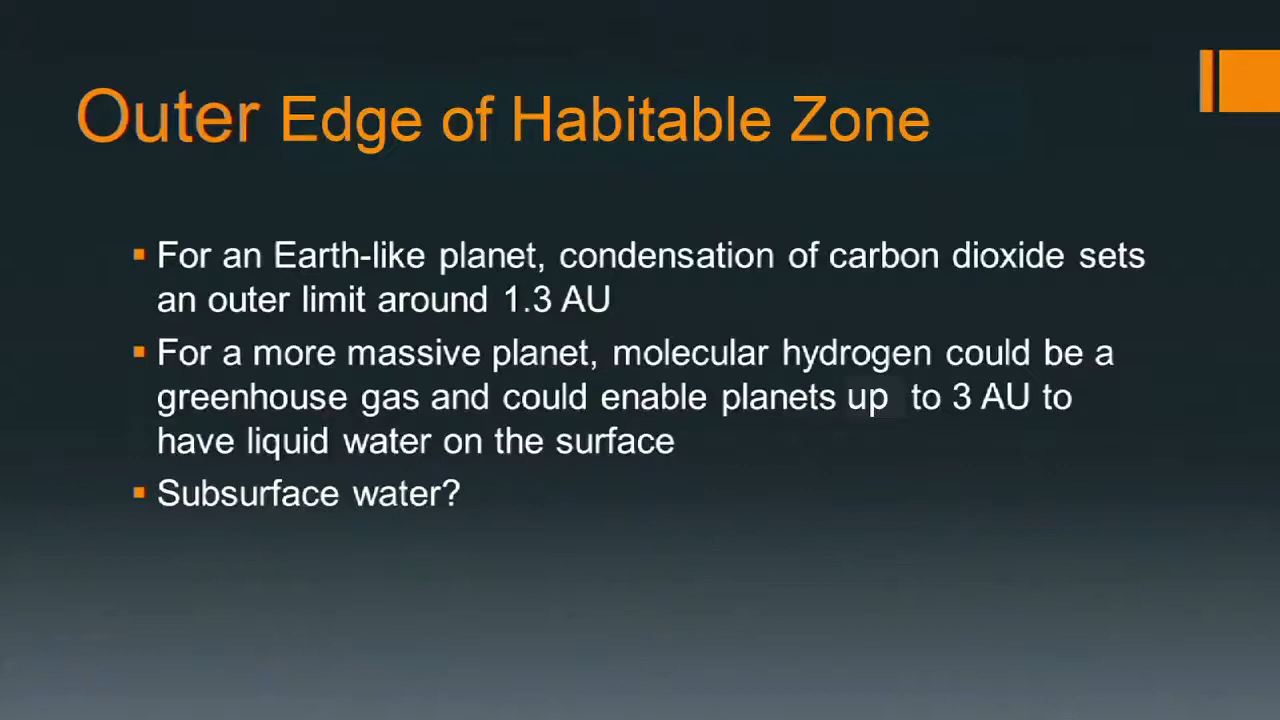 Outer Edge of Habitable Zone
For an Earth-like planet, condensation of carbon dioxide sets
an outer limit around 1.3 AU
For a more massive planet, molecular hydrogen could be a
greenhouse gas and could enable planets up to 3 AU to
have liquid water on the surface
Subsurface water?